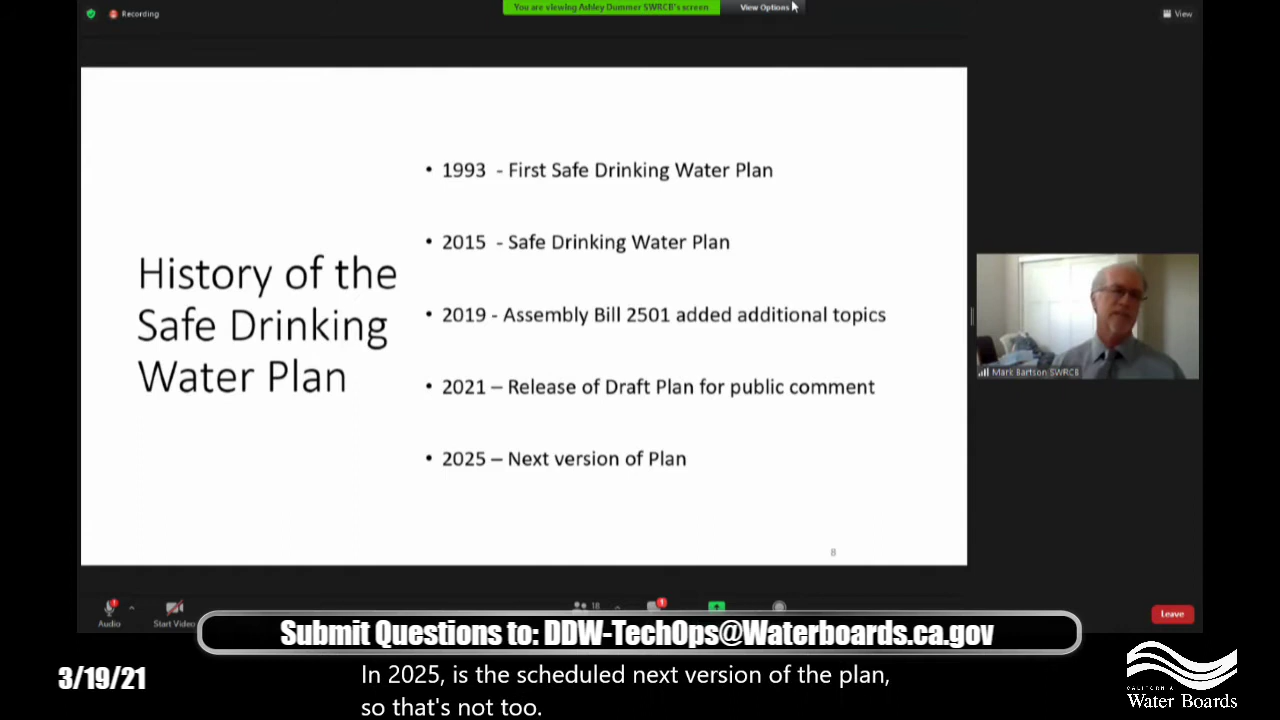 Recording
You are viewing Ashley Dummer SWRCB's screen
View Options
View
History of the
Safe Drinking
Water Plan
• 1993 - First Safe Drinking Water Plan
• 2015 - Safe Drinking Water Plan
• 2019 - Assembly Bill 2501 added additional topics
• 2021 – Release of Draft Plan for public comment
• 2025 – Next version of Plan
8
Mark Bartson SWRCB
1
Audio
Start Video
18
1
Leave
Submit Questions to: DDW-TechOps@Waterboards.ca.gov
3/19/21
In 2025, is the scheduled next version of the plan,
so that's not too.
CALIFORNIA
Water Boards